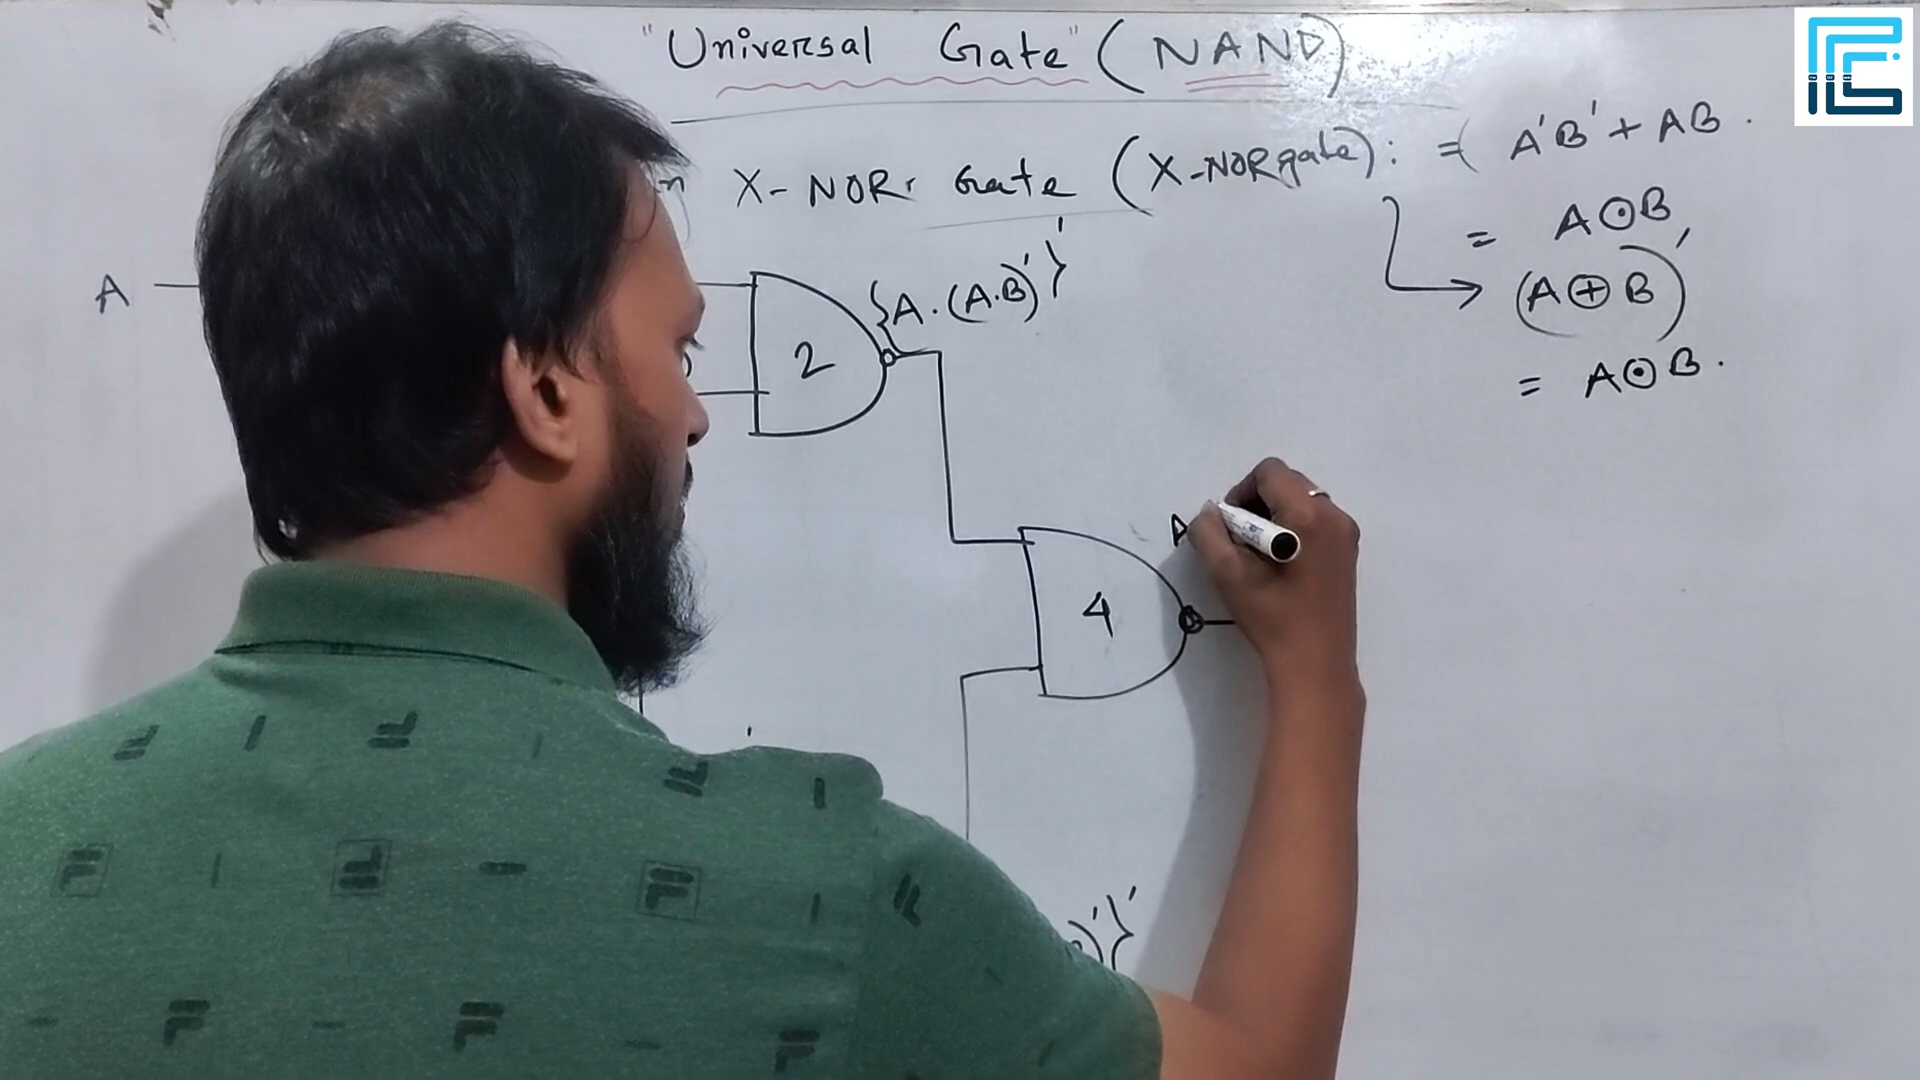 "Universal Gate" (NAND)
X-NOR Gate (X-NOR gate): = A'B' + AB.
= A⊙B
(A⊕B)'
= A⊙B.
A
{A.(A.B)'}'
2
A
4
)'}'